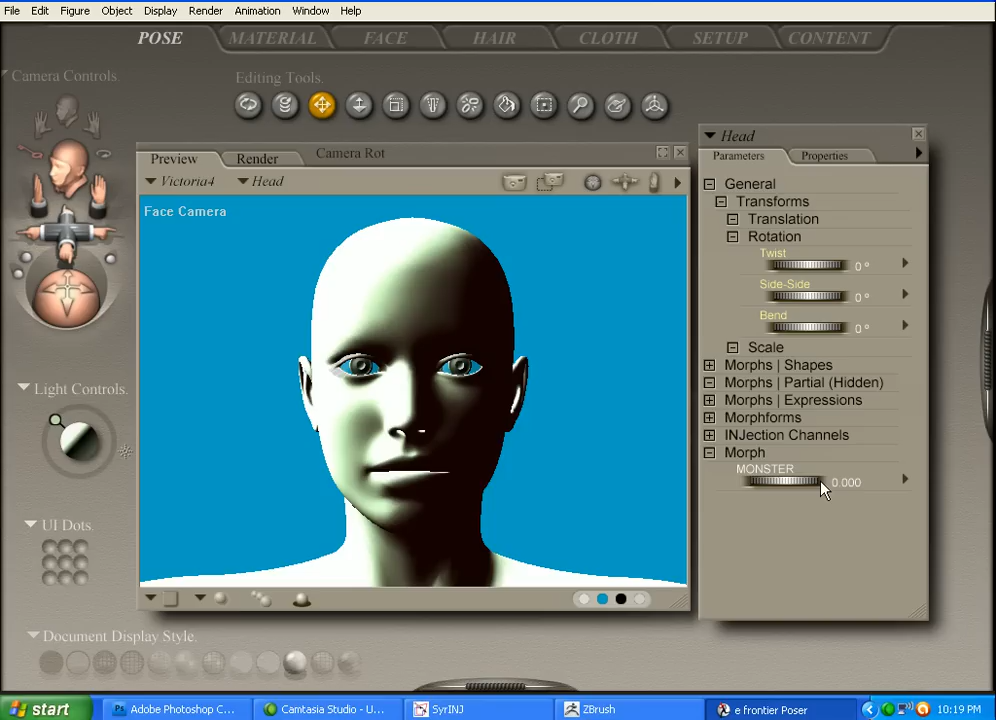 File Edit Figure Object Display Render Animation Window Help
POSE MATERIAL FACE HAIR CLOTH SETUP CONTENT
Camera Controls.
Editing Tools.
Head
Preview Render Camera Rot
Parameters Properties
Victoria4 Head
Face Camera
General
Transforms
Translation
Rotation
Twist
0 °
Side-Side
0 °
Bend
0 °
Scale
Morphs | Shapes
Morphs | Partial (Hidden)
Morphs | Expressions
Morphforms
INJection Channels
Morph
MONSTER
0.000
Light Controls.
UI Dots.
Document Display Style.
start Adobe Photoshop C... Camtasia Studio - U... SyrINJ ZBrush e frontier Poser 10:19 PM